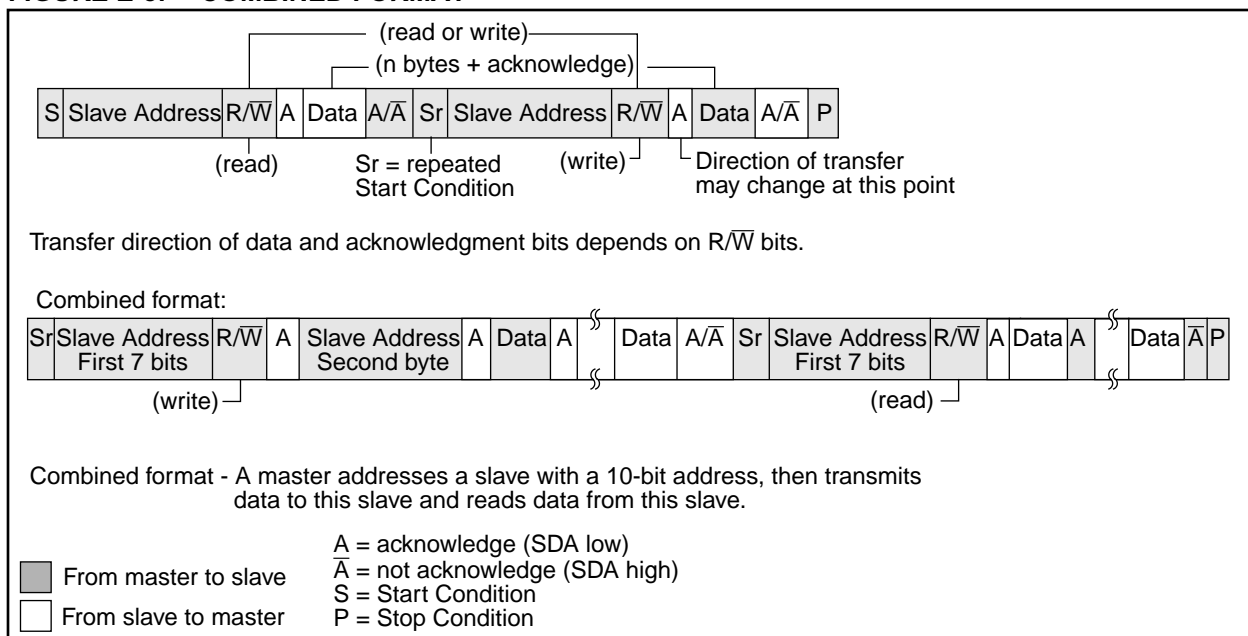 (read or write)
(n bytes + acknowledge)
S Slave Address R/W̅ A Data A/A̅ Sr Slave Address R/W̅ A Data A/A̅ P
(read)
Sr = repeated
Start Condition
(write)
Direction of transfer
may change at this point
Transfer direction of data and acknowledgment bits depends on R/W̅ bits.
Combined format:
Sr Slave Address First 7 bits R/W̅ A Slave Address Second byte A Data A Data A/A̅ Sr Slave Address First 7 bits R/W̅ A Data A Data A̅ P
(write)
(read)
Combined format - A master addresses a slave with a 10-bit address, then transmits
data to this slave and reads data from this slave.
A = acknowledge (SDA low)
A̅ = not acknowledge (SDA high)
S = Start Condition
P = Stop Condition
From master to slave
From slave to master